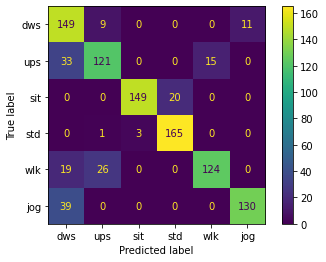 dws 149 9 0 0 0 11
ups 33 121 0 0 15 0
sit 0 0 149 20 0 0
std 0 1 3 165 0 0
wlk 19 26 0 0 124 0
jog 39 0 0 0 0 130
dws ups sit std wlk jog
Predicted label
True label
160
140
120
100
80
60
40
20
0